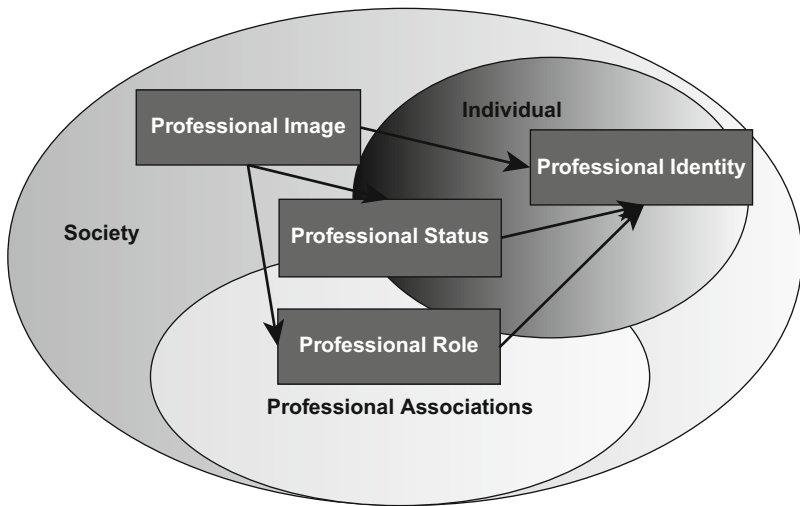 Individual
Professional Image
Professional Identity
Society
Professional Status
Professional Role
Professional Associations